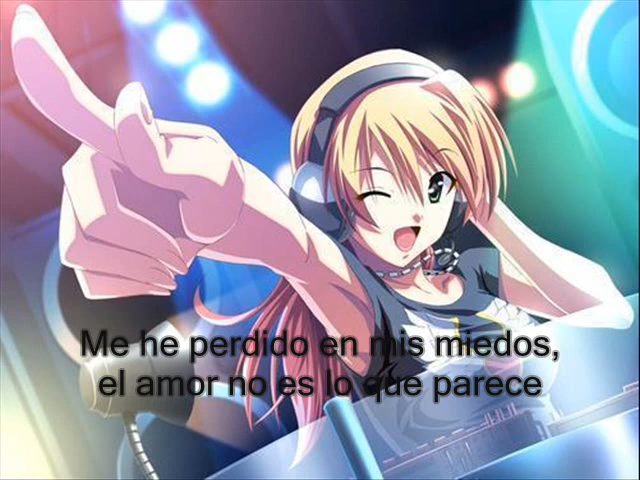 Me he perdido en mis miedos,
el amor no es lo que parece